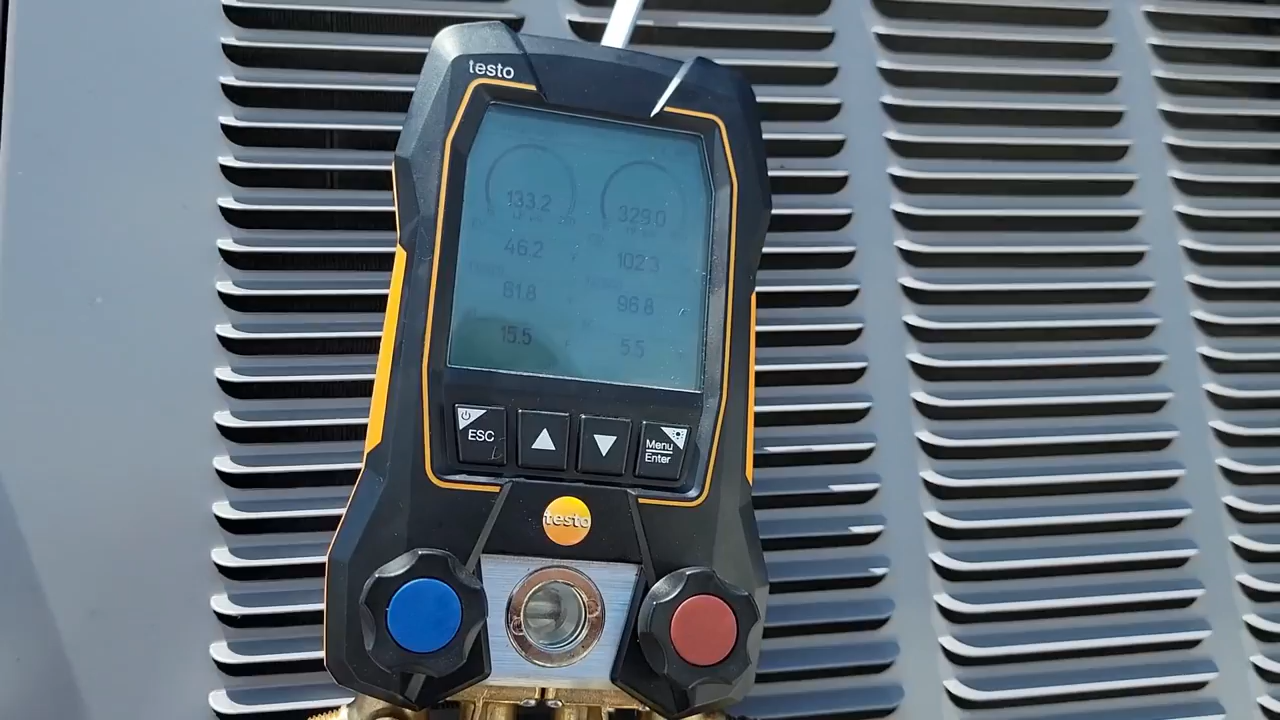 testo
133.2 329.0
46.2 102.3
61.8 96.8
15.5 5.5
ESC Menu Enter
testo